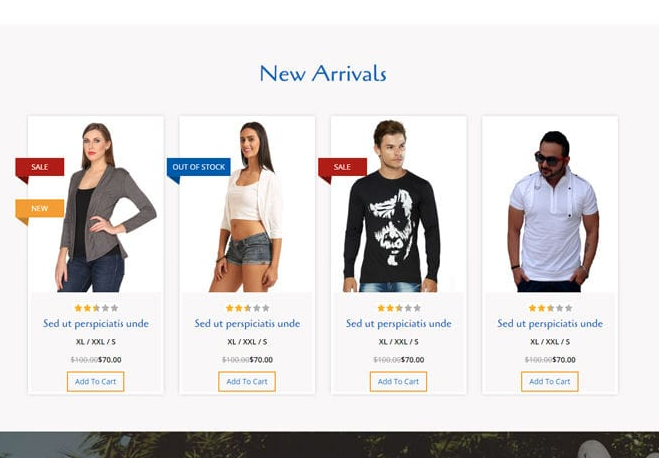 New Arrivals
SALE
NEW
Sed ut perspiciatis unde
XL / XXL / S
$100.00$70.00
Add To Cart
OUT OF STOCK
Sed ut perspiciatis unde
XL / XXL / S
$100.00$70.00
Add To Cart
SALE
Sed ut perspiciatis unde
XL / XXL / S
$100.00$70.00
Add To Cart
Sed ut perspiciatis unde
XL / XXL / S
$100.00$70.00
Add To Cart